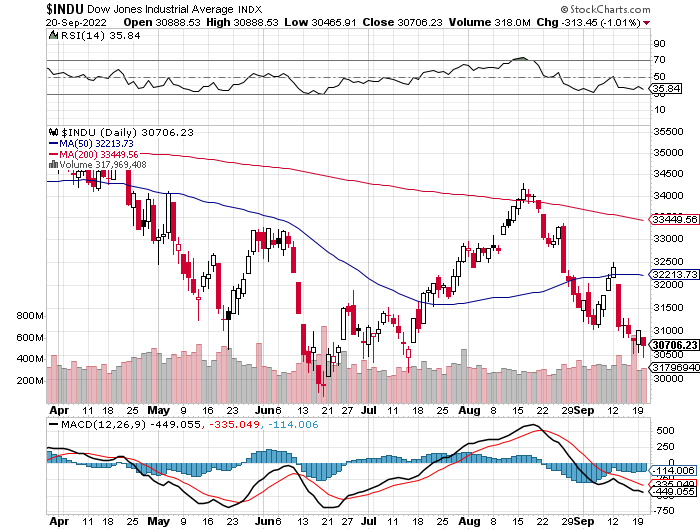 $INDU Dow Jones Industrial Average INDX © StockCharts.com
20-Sep-2022 Open 30888.53 High 30888.53 Low 30465.91 Close 30706.23 Volume 318.0M Chg -313.45 (-1.01%)
RSI(14) 35.84
90
70
50
35.84
30
10
$INDU (Daily) 30706.23
MA(50) 32213.73
MA(200) 33449.56
Volume 317,969,408
35500
35000
34500
34000
33449.56
33000
32500
32213.73
32000
31500
31000
30706.23
30500
31796940
30000
800M
600M
400M
200M
Apr 11 18 25 May 9 16 23 Jun 6 13 21 27 Jul 11 18 25 Aug 8 15 22 29 Sep 12 19
MACD(12,26,9) -449.055, -335.049, -114.006
500
250
0
-114.006
-335.049
-449.055
Apr 11 18 25 May 9 16 23 Jun 6 13 21 27 Jul 11 18 25 Aug 8 15 22 29 Sep 12 19